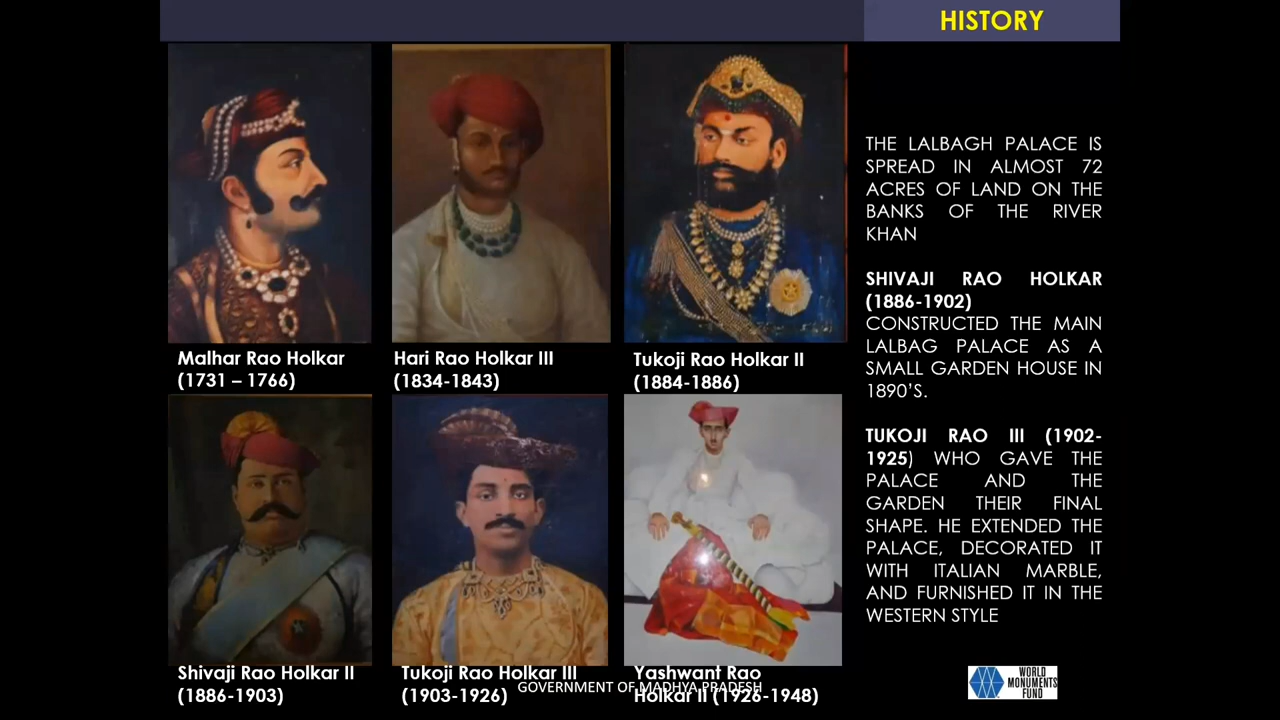 HISTORY
Malhar Rao Holkar
(1731 – 1766)
Hari Rao Holkar III
(1834-1843)
Tukoji Rao Holkar II
(1884-1886)
Shivaji Rao Holkar II
(1886-1903)
Tukoji Rao Holkar III
(1903-1926)
Yashwant Rao
Holkar II (1926-1948)
THE LALBAGH PALACE IS
SPREAD IN ALMOST 72
ACRES OF LAND ON THE
BANKS OF THE RIVER
KHAN
SHIVAJI RAO HOLKAR
(1886-1902)
CONSTRUCTED THE MAIN
LALBAG PALACE AS A
SMALL GARDEN HOUSE IN
1890'S.
TUKOJI RAO III (1902-
1925) WHO GAVE THE
PALACE AND THE
GARDEN THEIR FINAL
SHAPE. HE EXTENDED THE
PALACE, DECORATED IT
WITH ITALIAN MARBLE,
AND FURNISHED IT IN THE
WESTERN STYLE
GOVERNMENT OF MADHYA PRADESH
WORLD
MONUMENTS
FUND